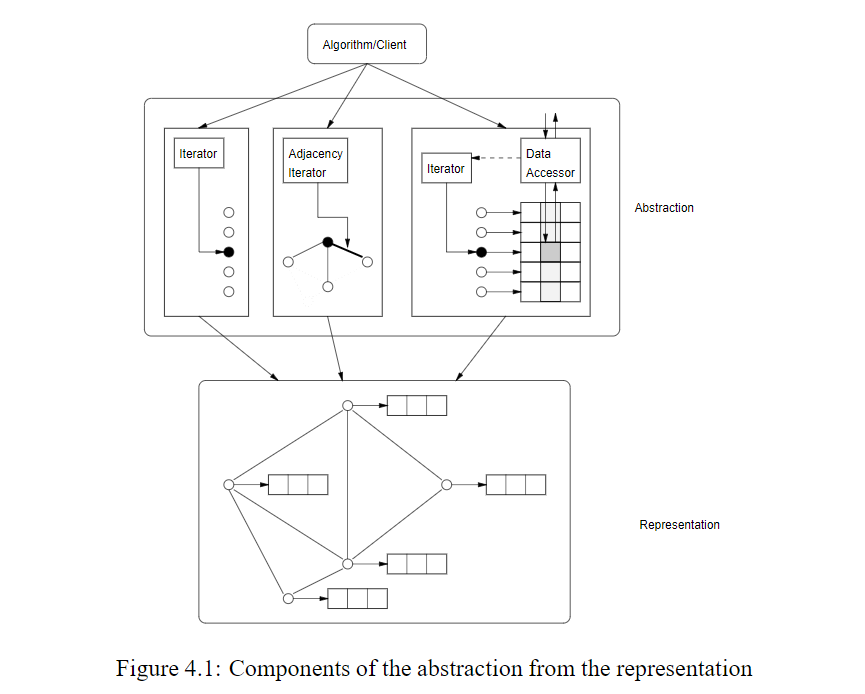 Algorithm/Client
Iterator
Adjacency
Iterator
Iterator
Data
Accessor
Abstraction
Representation
Figure 4.1: Components of the abstraction from the representation